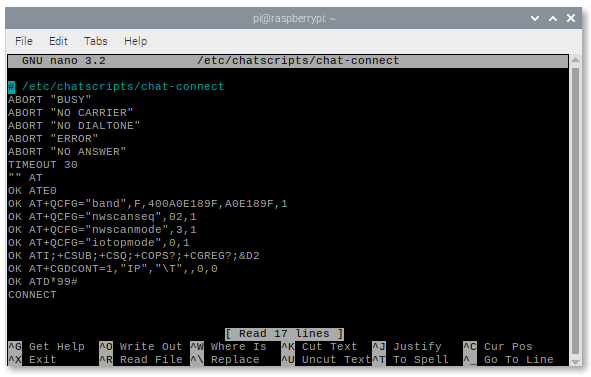 pi@raspberrypi: ~
File Edit Tabs Help
GNU nano 3.2 /etc/chatscripts/chat-connect
# /etc/chatscripts/chat-connect
ABORT "BUSY"
ABORT "NO CARRIER"
ABORT "NO DIALTONE"
ABORT "ERROR"
ABORT "NO ANSWER"
TIMEOUT 30
"" AT
OK ATE0
OK AT+QCFG="band",F,400A0E189F,A0E189F,1
OK AT+QCFG="nwscanseq",02,1
OK AT+QCFG="nwscanmode",3,1
OK AT+QCFG="iotopmode",0,1
OK ATI;+CSUB;+CSQ;+COPS?;+CGREG?;&D2
OK AT+CGDCONT=1,"IP","\T",,0,0
OK ATD*99#
CONNECT
[ Read 17 lines ]
^G Get Help ^O Write Out ^W Where Is ^K Cut Text ^J Justify ^C Cur Pos
^X Exit ^R Read File ^\ Replace ^U Uncut Text ^T To Spell ^_ Go To Line